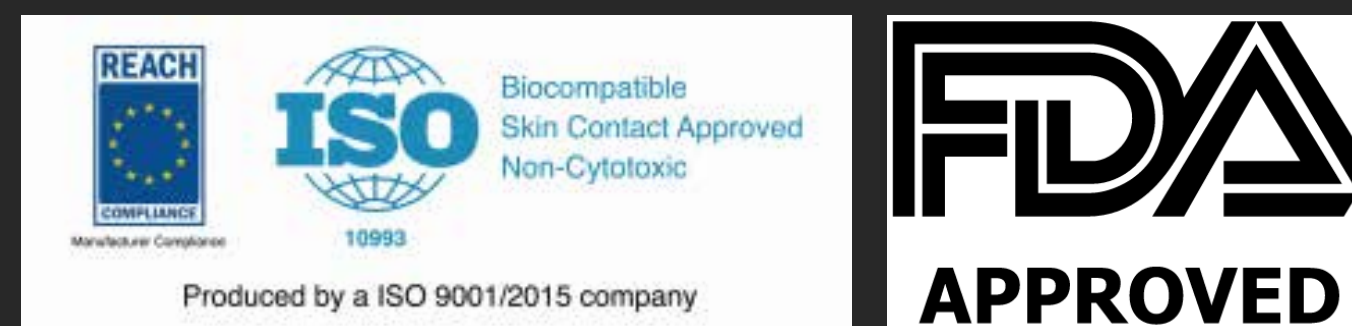 REACH
COMPLIANCE
Manufacturer Compliance
ISO
10993
Biocompatible
Skin Contact Approved
Non-Cytotoxic
Produced by a ISO 9001/2015 company
FDA
APPROVED